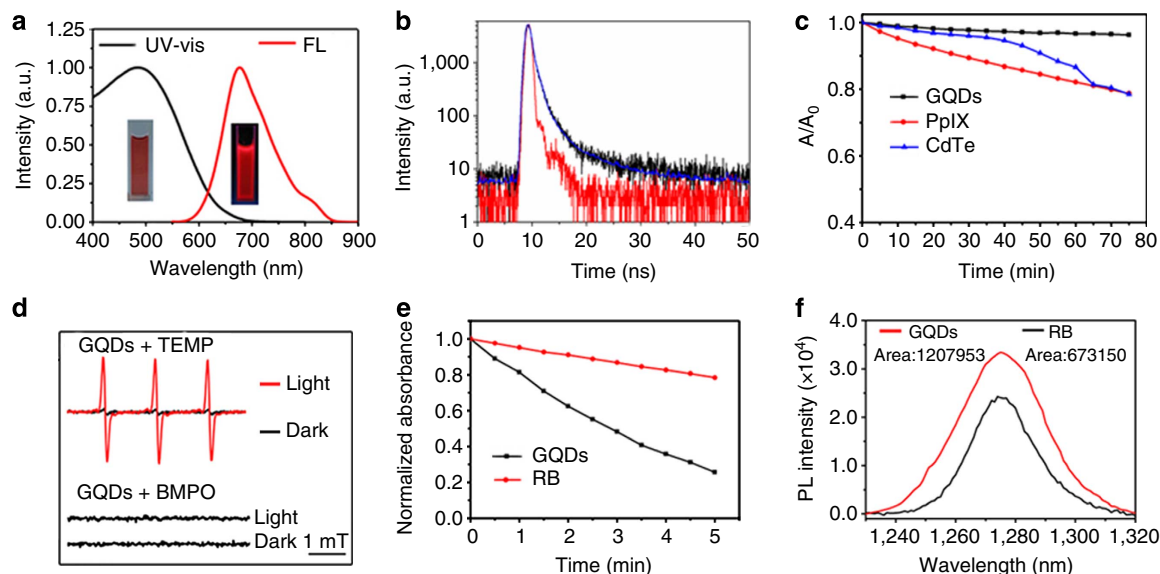 a
1.25
1.00
0.75
0.50
0.25
0.00
Intensity (a.u.)
UV-vis
FL
400 500 600 700 800 900
Wavelength (nm)
b
1,000
100
10
1
Intensity (a.u.)
0 10 20 30 40 50
Time (ns)
c
1.0
0.8
0.6
0.4
A/A0
GQDs
PpIX
CdTe
0 10 20 30 40 50 60 70 80
Time (min)
d
GQDs + TEMP
Light
Dark
GQDs + BMPO
Light
Dark 1 mT
e
1.0
0.8
0.6
0.4
0.2
0.0
Normalized absorbance
GQDs
RB
0 1 2 3 4 5
Time (min)
f
4.0
3.0
2.0
1.0
0.0
PL intensity (×10⁴)
GQDs RB
Area:1207953 Area:673150
1,240 1,260 1,280 1,300 1,320
Wavelength (nm)